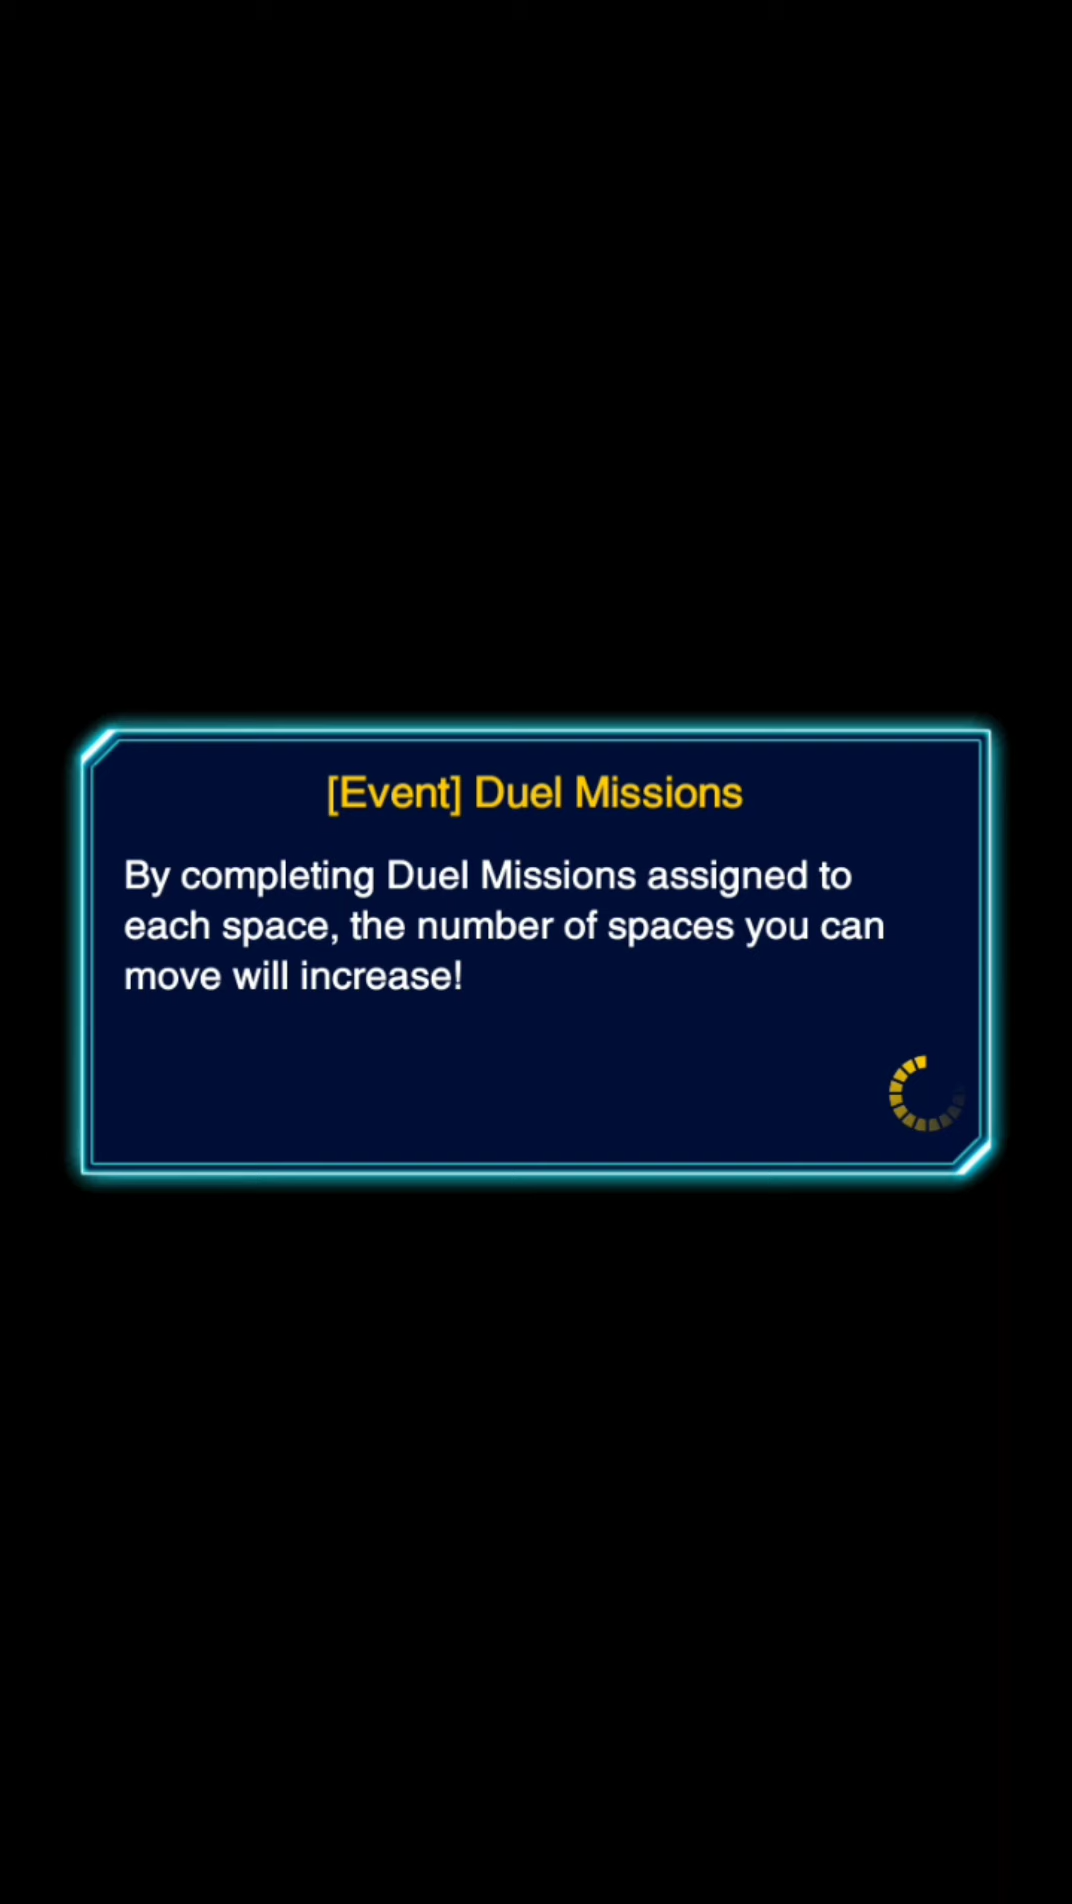 [Event] Duel Missions
By completing Duel Missions assigned to
each space, the number of spaces you can
move will increase!